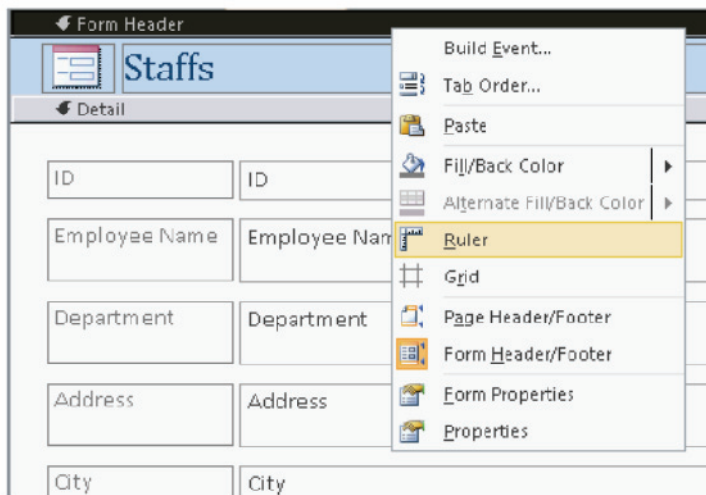 Form Header
Staffs
Detail
ID ID
Employee Name Employee Nam
Department Department
Address Address
City City
Build Event...
Tab Order...
Paste
Fill/Back Color
Alternate Fill/Back Color
Ruler
Grid
Page Header/Footer
Form Header/Footer
Form Properties
Properties